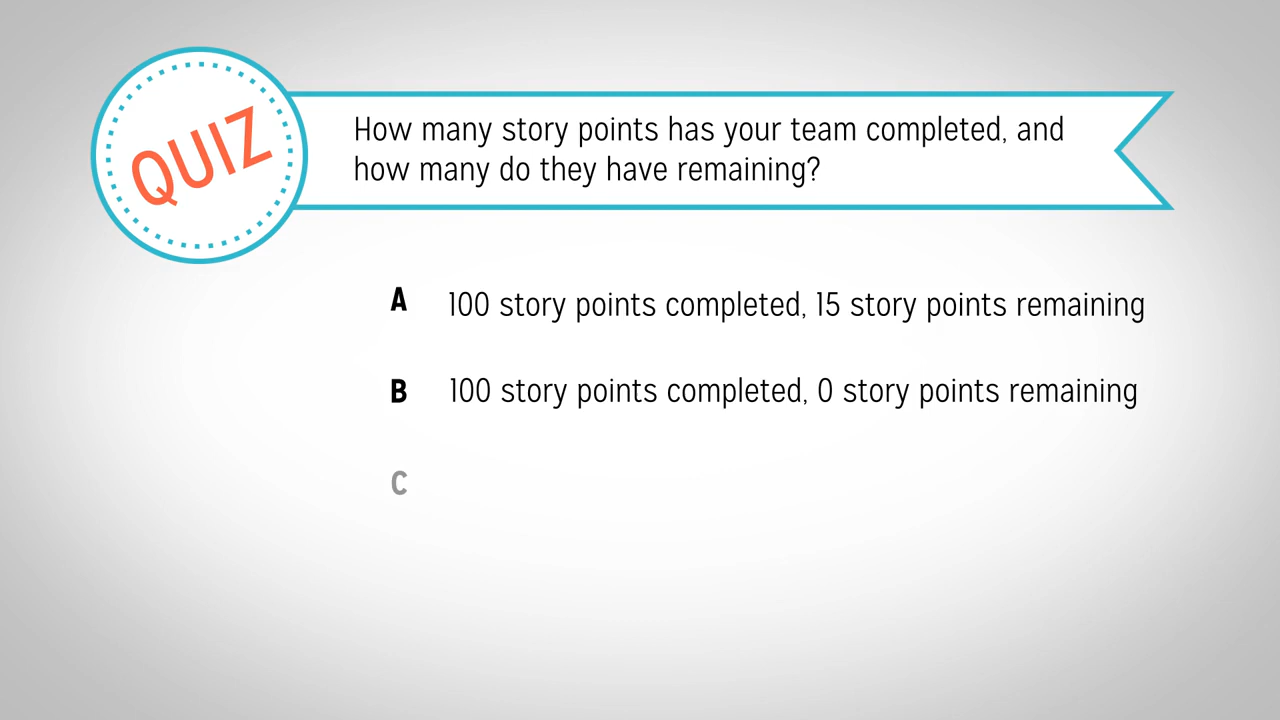 QUIZ
How many story points has your team completed, and
how many do they have remaining?
A 100 story points completed, 15 story points remaining
B 100 story points completed, 0 story points remaining
C